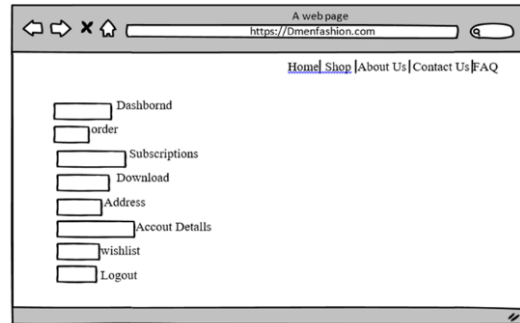 A web page
https://Dmenfashion.com
Home| Shop |About Us| Contact Us|FAQ
Dashbornd
order
Subscriptions
Download
Address
Accout Detalls
wishlist
Logout